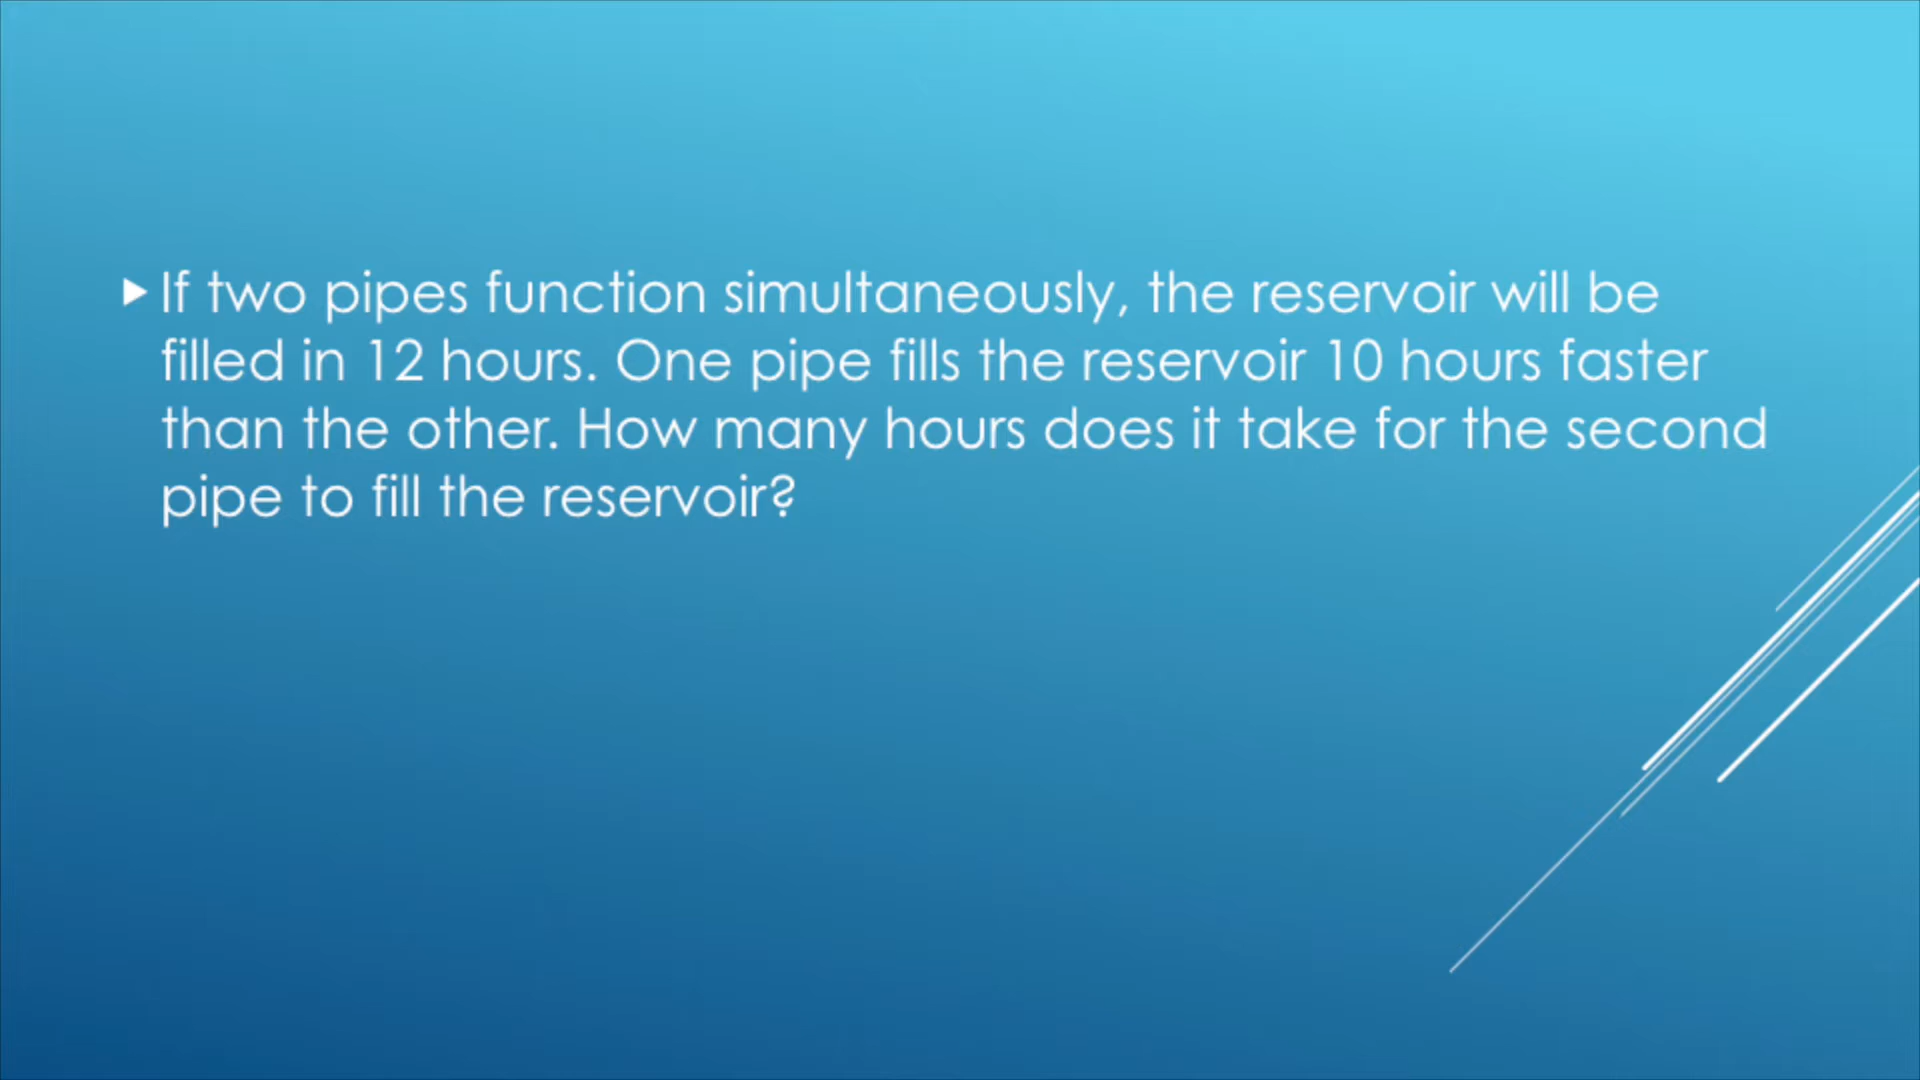 If two pipes function simultaneously, the reservoir will be
filled in 12 hours. One pipe fills the reservoir 10 hours faster
than the other. How many hours does it take for the second
pipe to fill the reservoir?